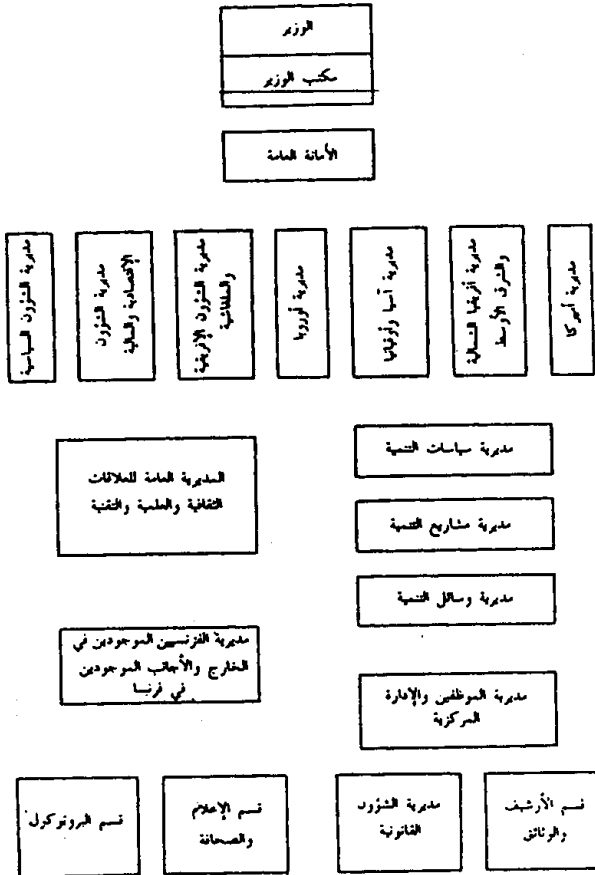 الوزير
مكتب الوزير
الأمانة العامة
مديرية أميركا
مديرية أفريقيا الشمالية
والشرق الأوسط
مديرية آسيا وأوقيانيا
مديرية أوروبا
مديرية الشؤون الإفريقية
والملغاشية
مديرية الشؤون
الإقتصادية والمالية
مديرية الشؤون السياسية
مديرية سياسات التنمية
مديرية مشاريع التنمية
مديرية وسائل التنمية
المديرية العامة للعلاقات
الثقافية والعلمية والتقنية
مديرية الموظفين والإدارة
المركزية
مديرية الفرنسيين الموجودين في
الخارج والأجانب الموجودين
في فرنسا
قسم الأرشيف
والوثائق
مديرية الشؤون
القانونية
قسم الإعلام
والصحافة
قسم البروتوكول